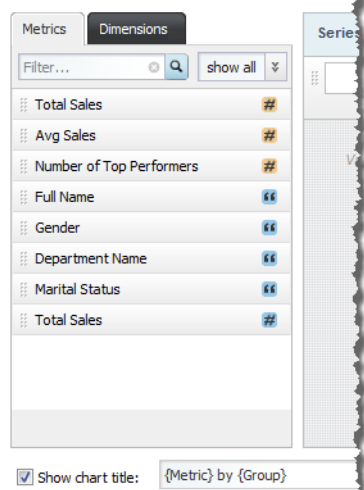 Metrics Dimensions
Filter... show all
Total Sales #
Avg Sales #
Number of Top Performers #
Full Name “
Gender “
Department Name “
Marital Status “
Total Sales #
Series
Show chart title: {Metric} by {Group}